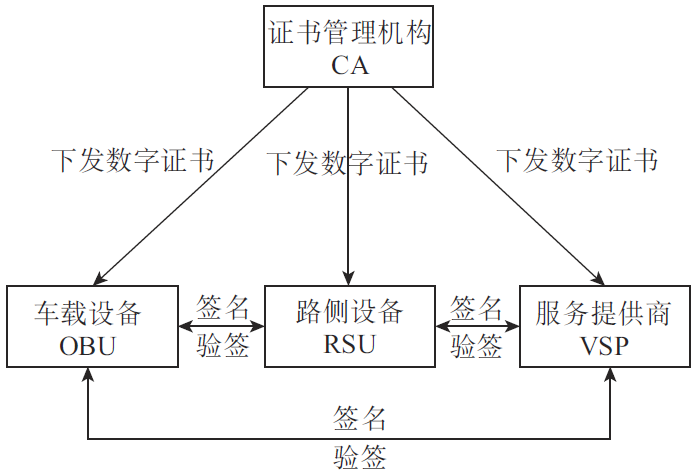 证书管理机构
CA
下发数字证书
下发数字证书
下发数字证书
车载设备
OBU
签名
验签
路侧设备
RSU
签名
验签
服务提供商
VSP
签名
验签